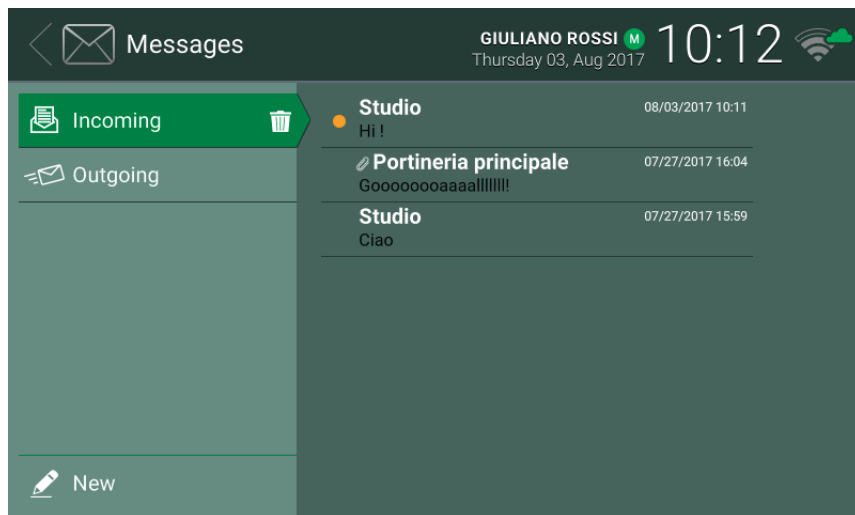 Messages
GIULIANO ROSSI M
Thursday 03, Aug 2017
10:12
Incoming
Outgoing
New
Studio
08/03/2017 10:11
Hi !
Portineria principale
07/27/2017 16:04
Goooooooaaaallllllll!
Studio
07/27/2017 15:59
Ciao